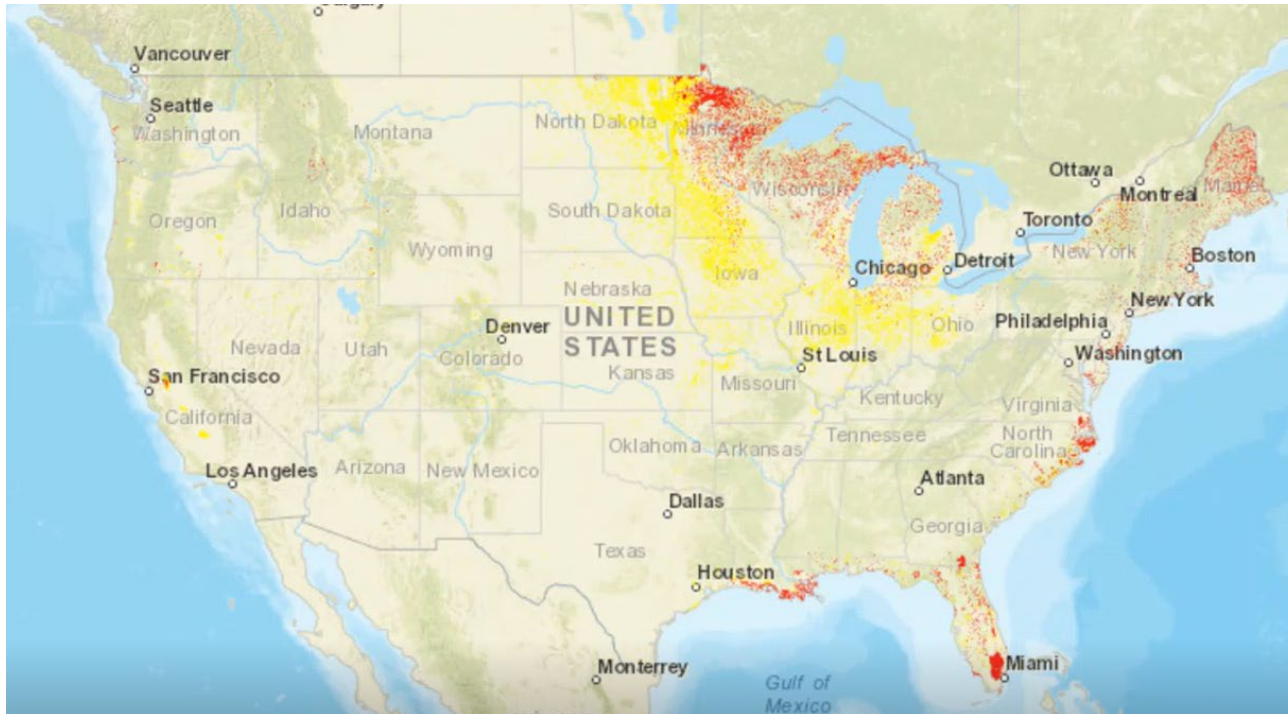 Calgary
Vancouver
Seattle
Washington
Montana
North Dakota
Minnesota
Ottawa
Montreal
Maine
Oregon
Idaho
Wyoming
South Dakota
Wisconsin
Toronto
New York
Boston
Chicago
Detroit
Iowa
Nebraska
UNITED
STATES
Denver
Illinois
Ohio
New York
Philadelphia
Nevada
Utah
Colorado
Kansas
St Louis
Washington
San Francisco
Missouri
Kentucky
Virginia
California
Oklahoma
Arkansas
Tennessee
North
Carolina
Los Angeles
Arizona
New Mexico
Atlanta
Dallas
Georgia
Texas
Houston
Monterrey
Miami
Gulf of
Mexico